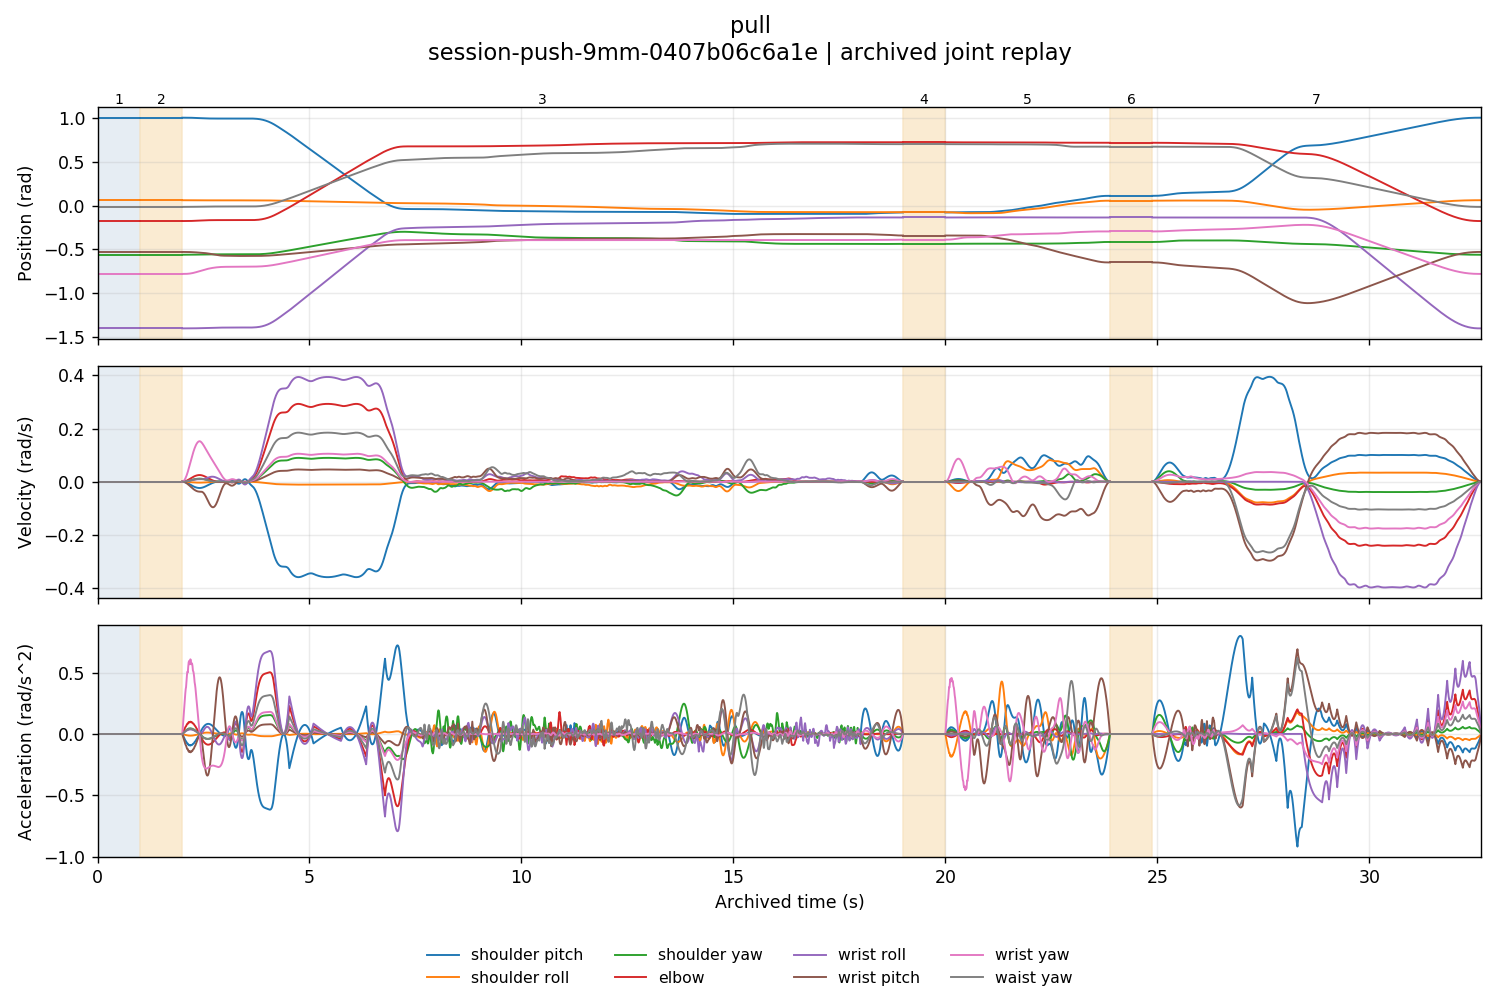 pull
session-push-9mm-0407b06c6a1e | archived joint replay
1 2 3 4 5 6 7
1.0
0.5
0.0
−0.5
−1.0
−1.5
Position (rad)
0.4
0.2
0.0
−0.2
−0.4
Velocity (rad/s)
0.5
0.0
−0.5
−1.0
Acceleration (rad/s^2)
0 5 10 15 20 25 30
Archived time (s)
shoulder pitch shoulder yaw wrist roll wrist yaw
shoulder roll elbow wrist pitch waist yaw